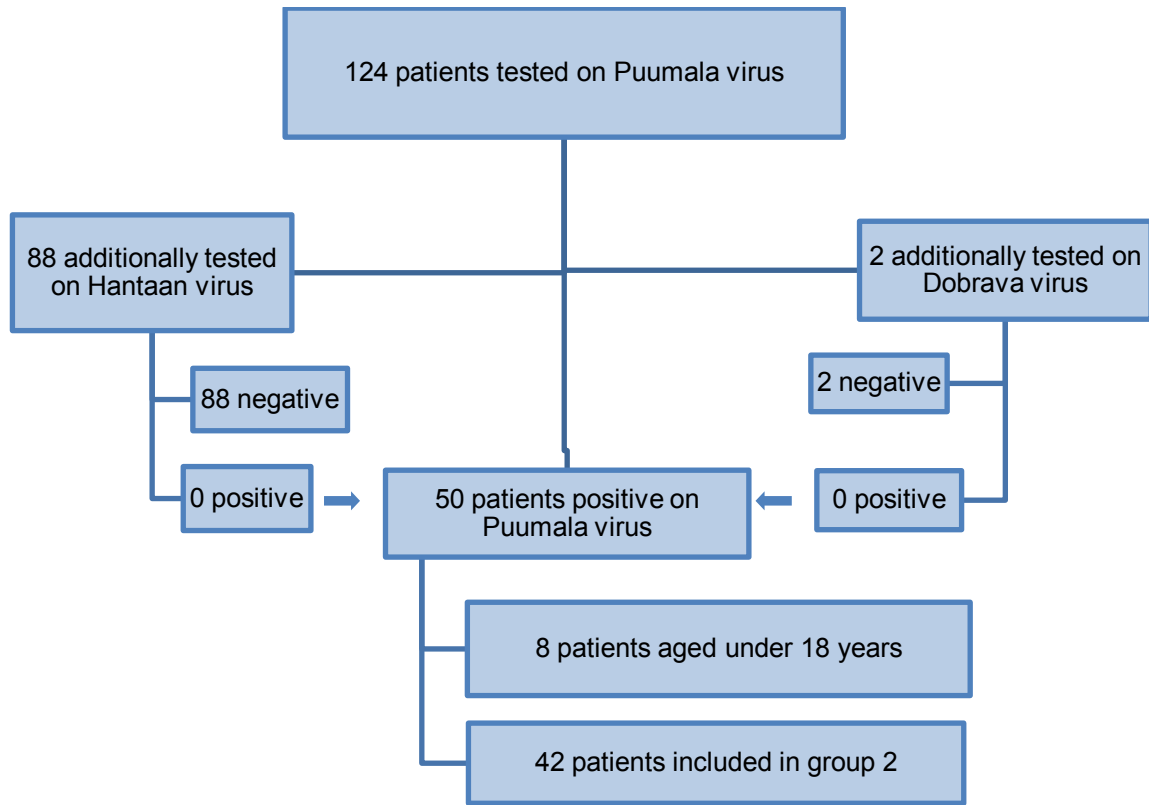 124 patients tested on Puumala virus
88 additionally tested
on Hantaan virus
2 additionally tested on
Dobrava virus
88 negative
2 negative
0 positive
50 patients positive on
Puumala virus
0 positive
8 patients aged under 18 years
42 patients included in group 2